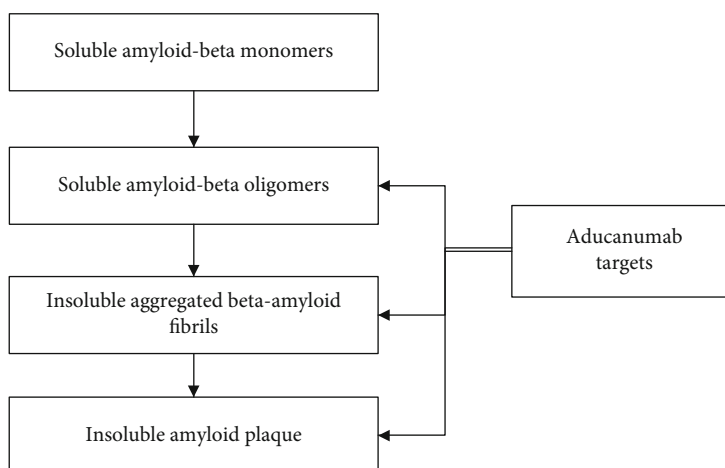 Soluble amyloid-beta monomers
Soluble amyloid-beta oligomers
Insoluble aggregated beta-amyloid
fibrils
Insoluble amyloid plaque
Aducanumab
targets